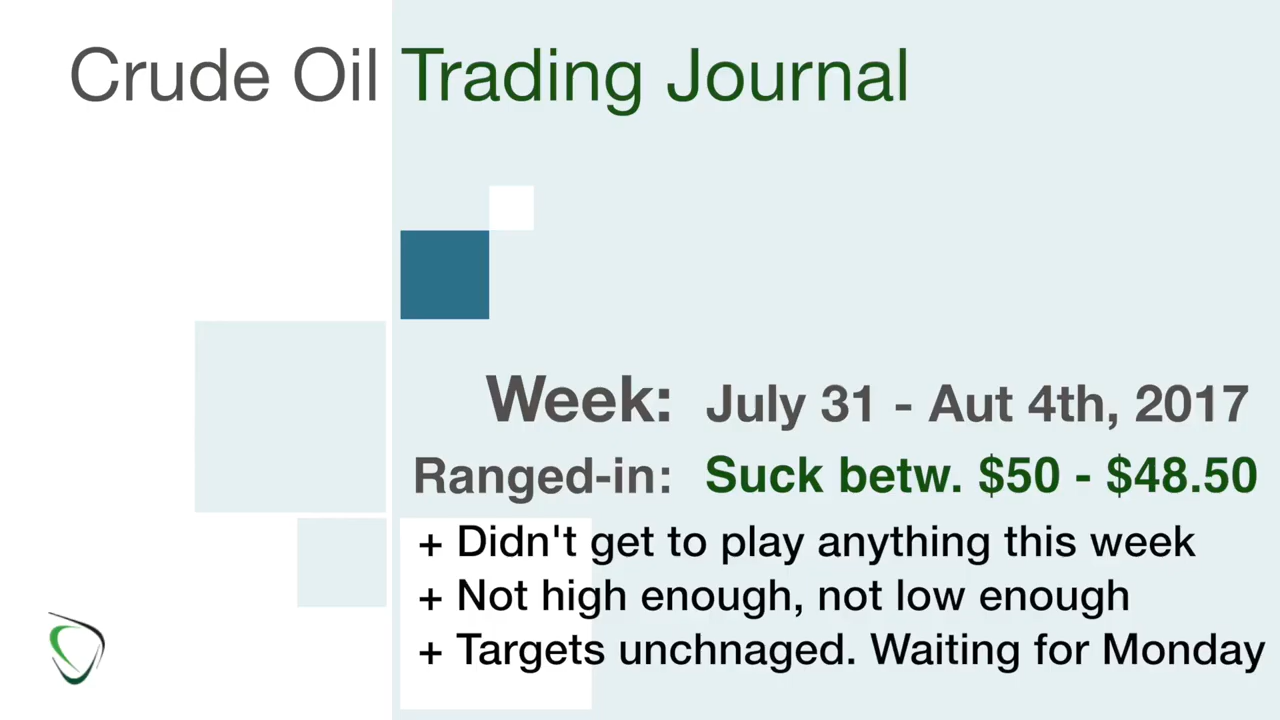 Crude Oil Trading Journal
Week: July 31 - Aut 4th, 2017
Ranged-in: Suck betw. $50 - $48.50
+ Didn't get to play anything this week
+ Not high enough, not low enough
+ Targets unchnaged. Waiting for Monday